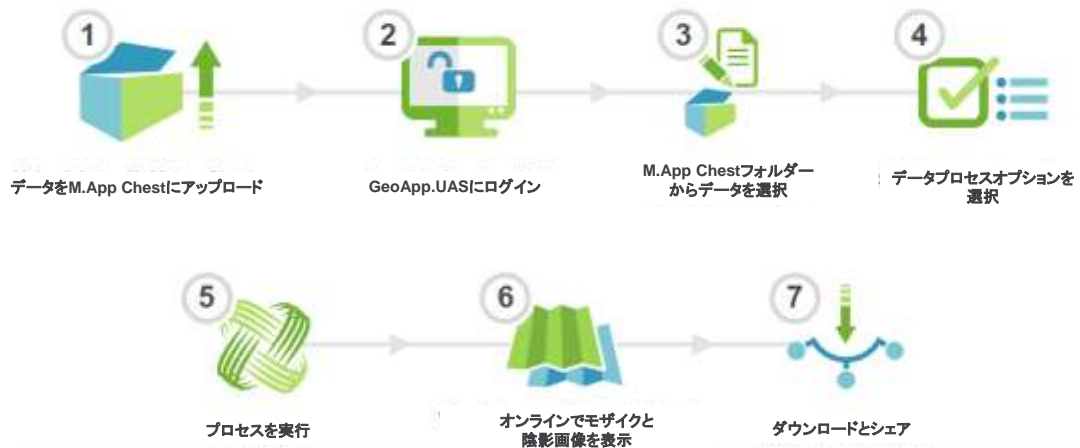 1
2
3
4
データをM.App Chestにアップロード
GeoApp.UASにログイン
M.App Chestフォルダー
からデータを選択
データプロセスオプションを
選択
5
6
7
プロセスを実行
オンラインでモザイクと
陰影画像を表示
ダウンロードとシェア